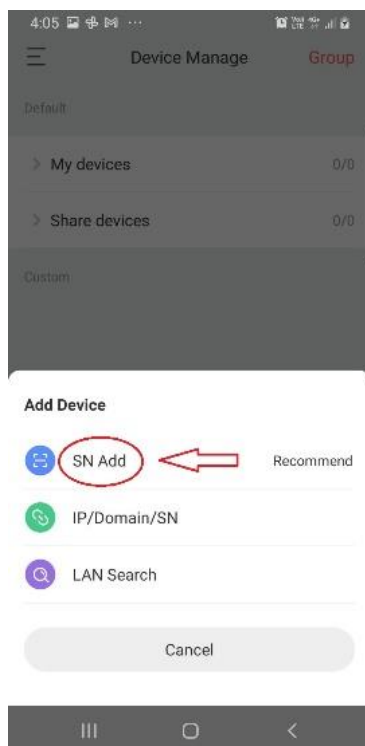 4:05
Device Manage Group
Default
My devices 0/0
Share devices 0/0
Custom
Add Device
SN Add Recommend
IP/Domain/SN
LAN Search
Cancel